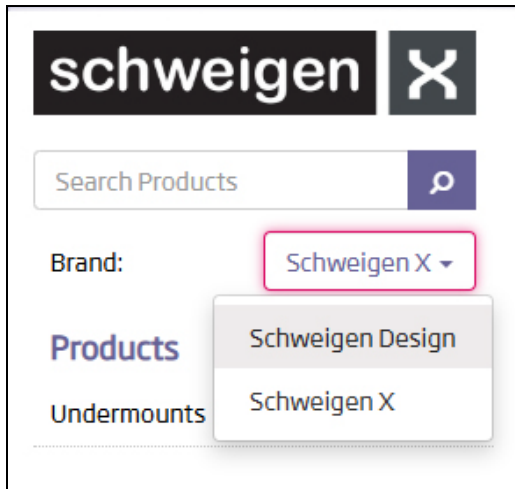 schweigen X
Search Products
Brand: Schweigen X
Schweigen Design
Products
Schweigen X
Undermounts